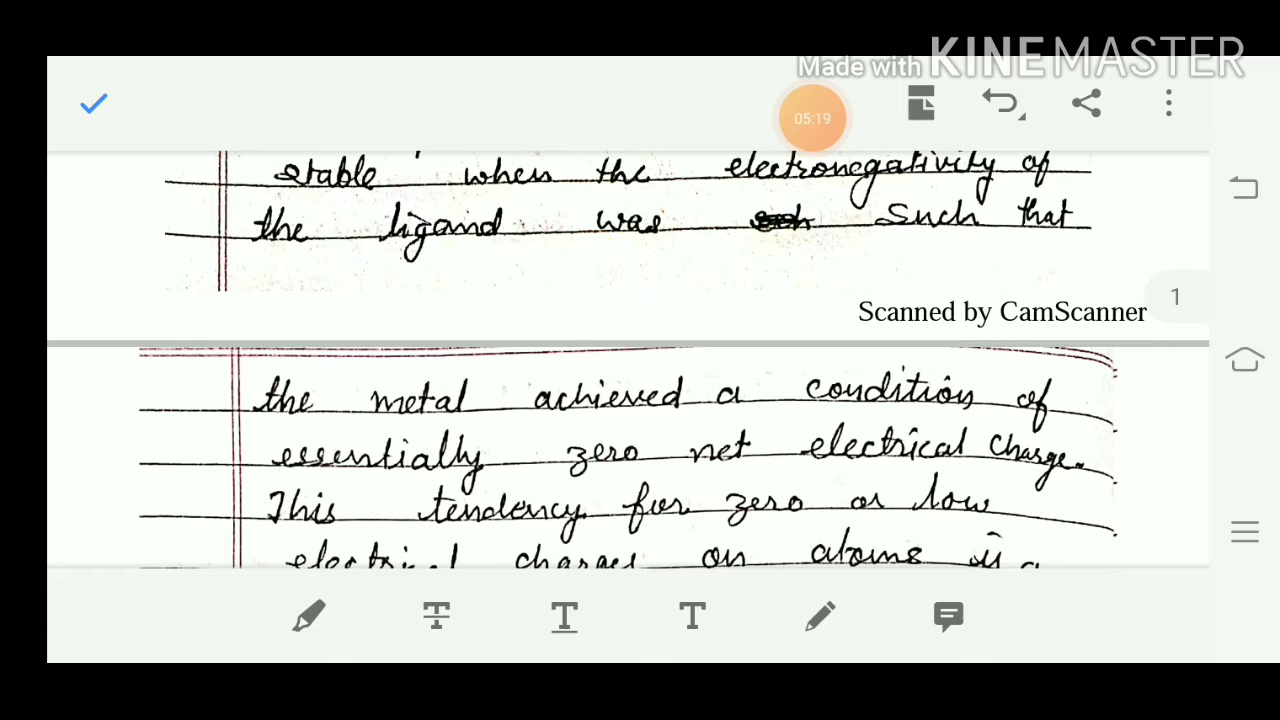 Made with KINEMASTER
05:19
stable when the electronegativity of
the ligand was such that
1
Scanned by CamScanner
the metal achieved a condition of
essentially zero net electrical charge.
This tendency for zero or low
electrical charges on atoms is a